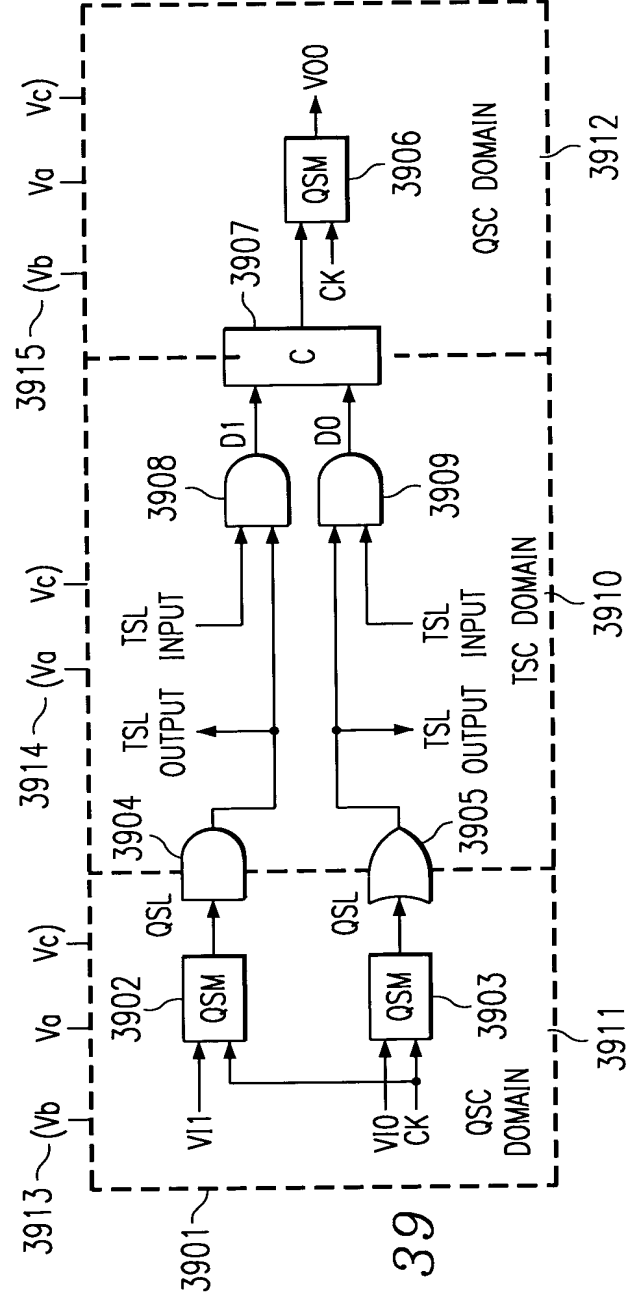 3913
(Vb
Va
Vc)
3914
(Va
Vc)
3915
(Vb
Va
Vc)
3901
3902
QSM
VI1
QSL
3904
TSL
OUTPUT
TSL
INPUT
3908
D1
3907
C
QSM
VOO
3906
CK
VI0
CK
QSM
3903
QSL
3905
TSL
OUTPUT
TSL
INPUT
D0
3909
QSC
DOMAIN
3911
TSC DOMAIN
3910
QSC DOMAIN
3912
39